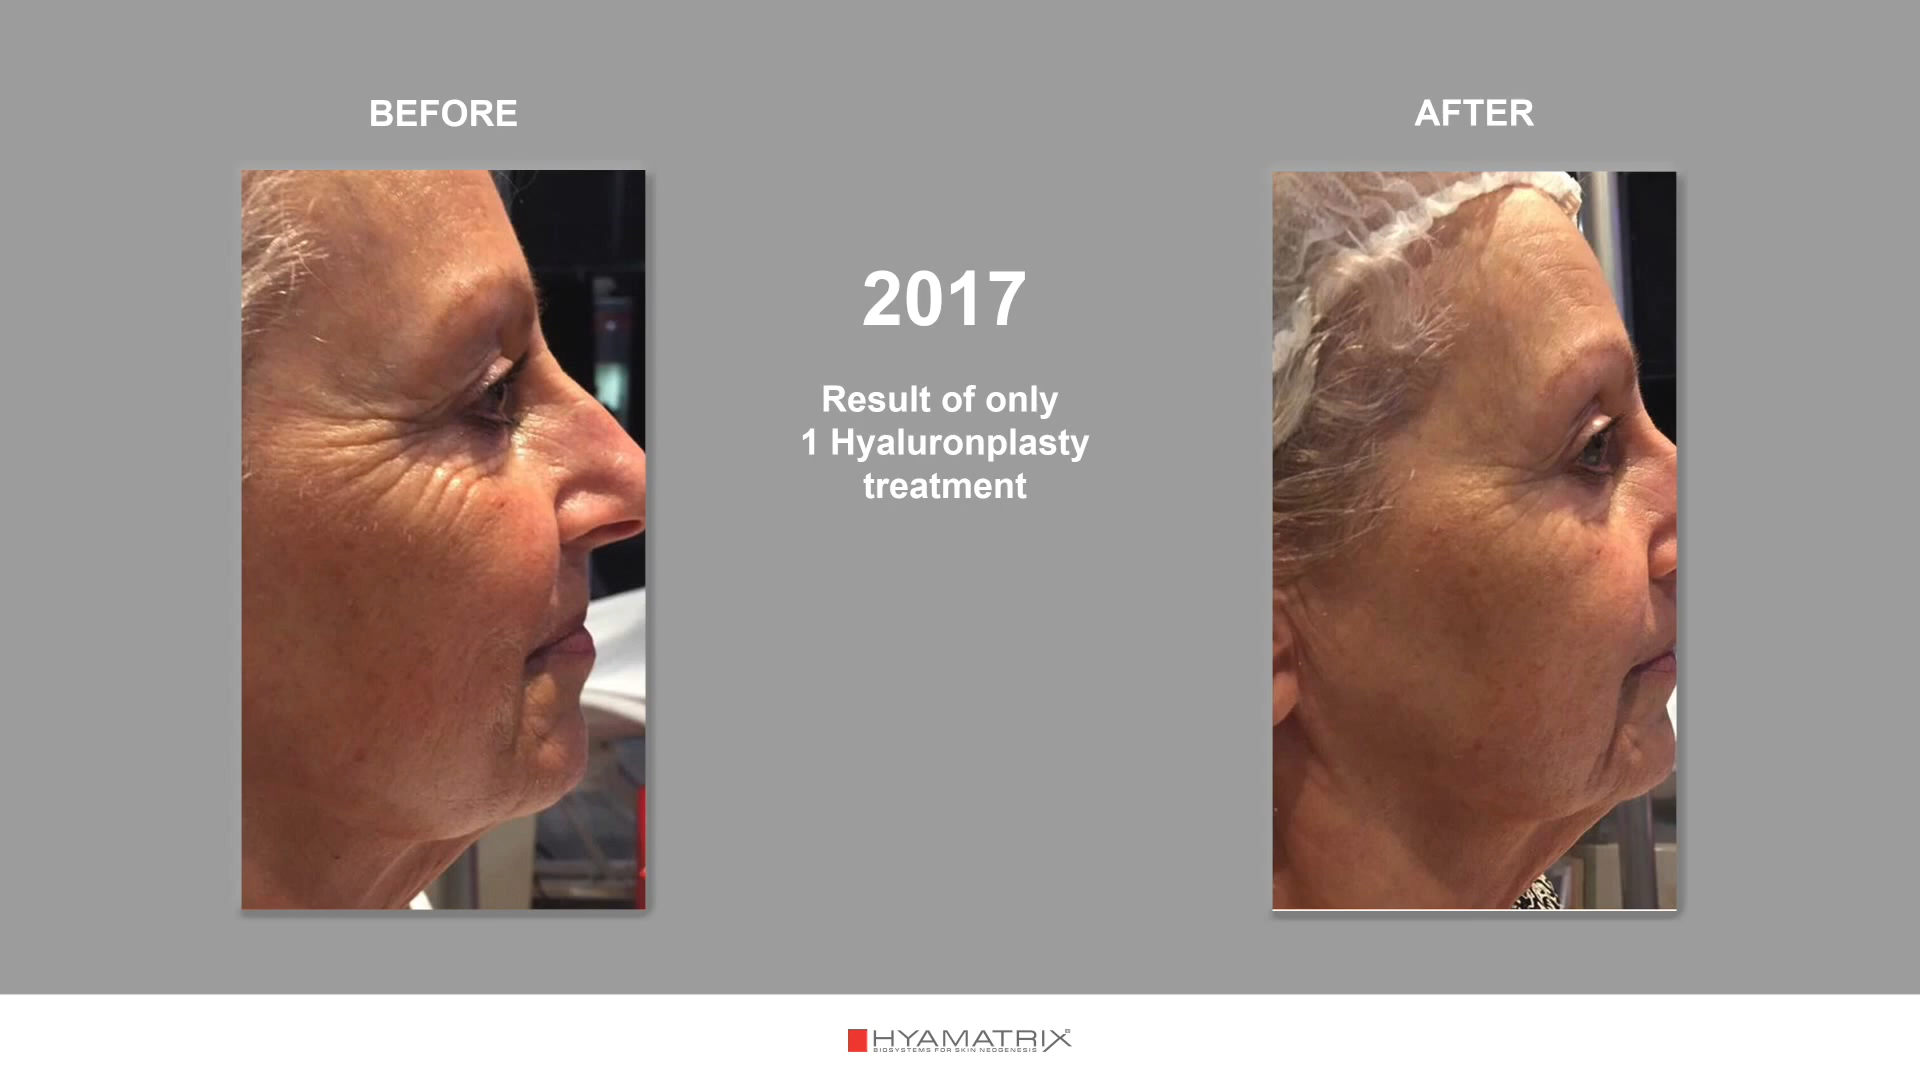 BEFORE
AFTER
2017
Result of only
1 Hyaluronplasty
treatment
HYAMATRIX®
BIOSYSTEMS FOR SKIN NEOGENESIS